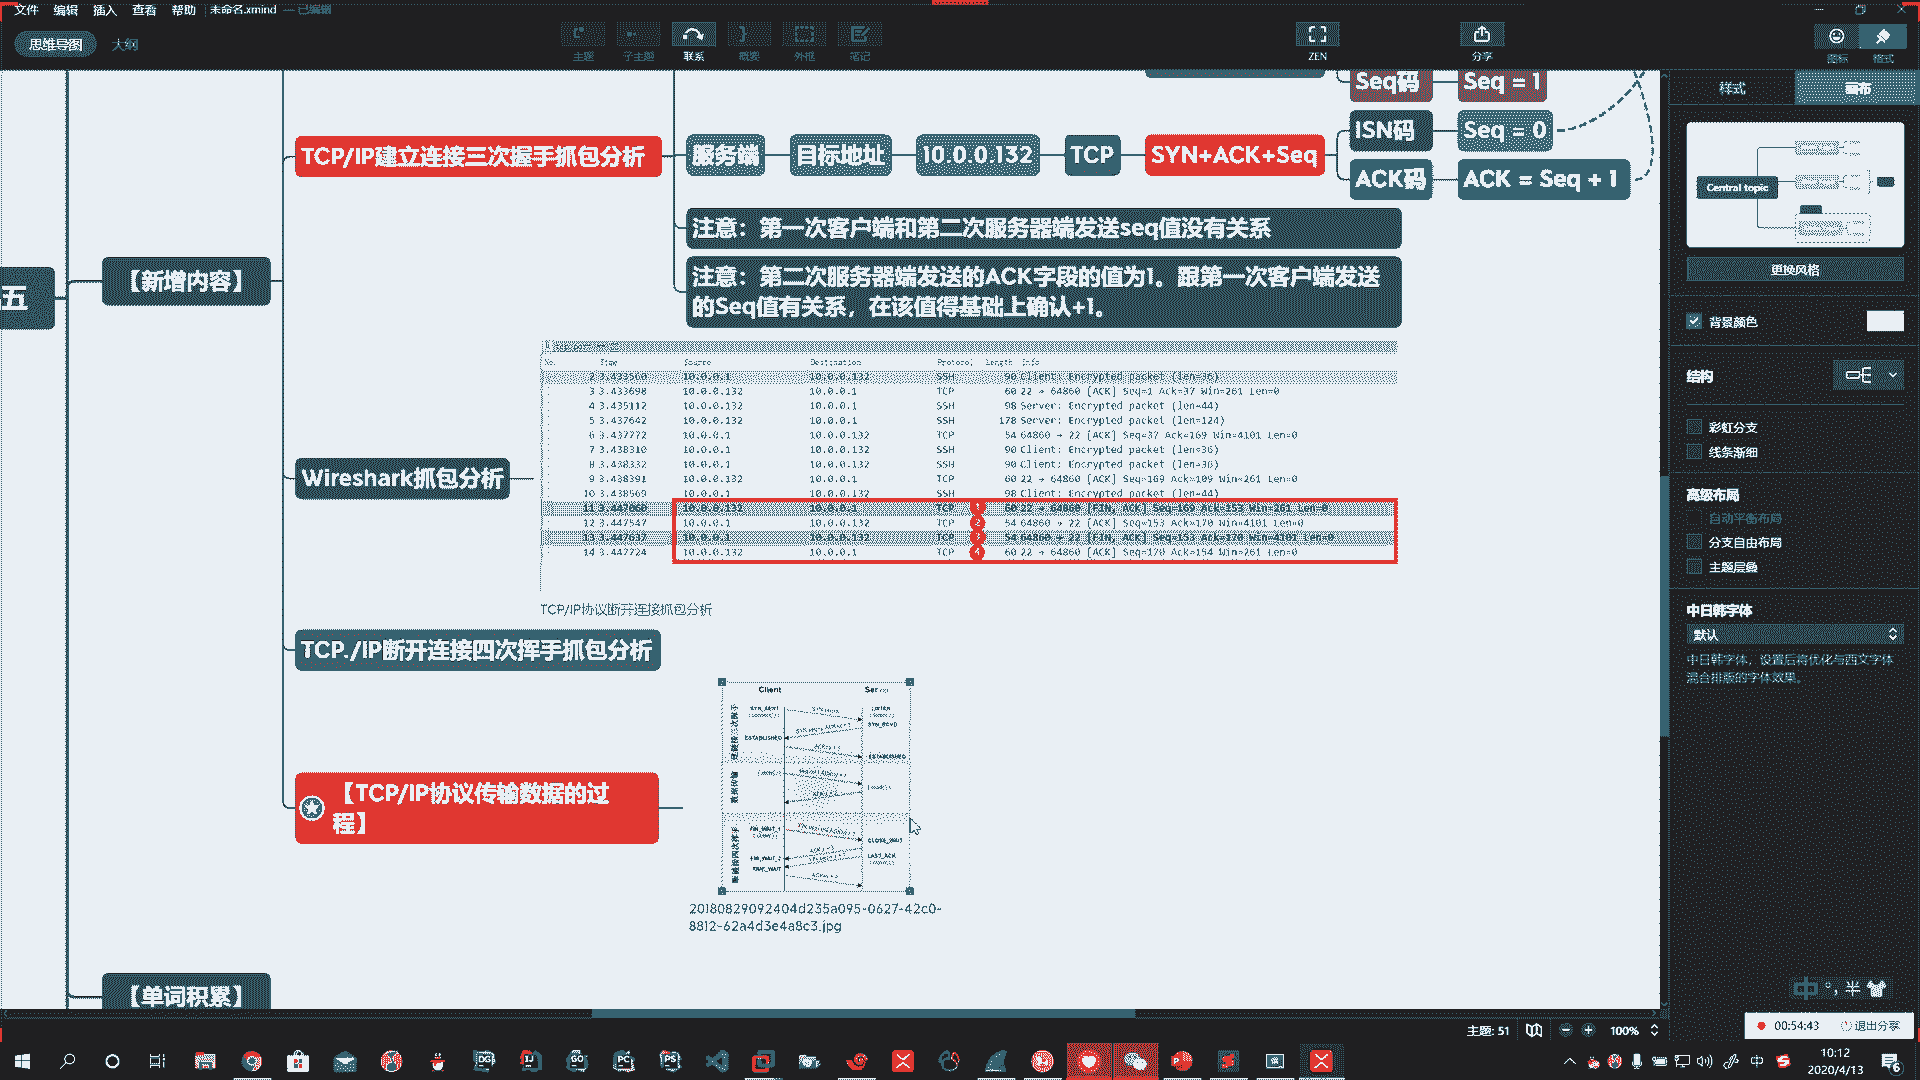 文件 编辑 插入 查看 帮助 未命名.xmind — 已编辑
思维导图 大纲
主题 子主题 联系 概要 外框 笔记 ZEN 分享 图标 格式
样式 画布
Seq码 Seq = 1
ISN码 Seq = 0
TCP/IP建立连接三次握手抓包分析 服务端 目标地址 10.0.0.132 TCP SYN+ACK+Seq
ACK码 ACK = Seq + 1
注意：第一次客户端和第二次服务器端发送seq值没有关系
【新增内容】
五
注意：第二次服务器端发送的ACK字段的值为1。跟第一次客户端发送
的Seq值有关系，在该值得基础上确认+1。
No. Time Source Destination Protocol Length Info
2 3.433560 10.0.0.1 10.0.0.132 SSH 90 Client: Encrypted packet (len=36)
3 3.433698 10.0.0.132 10.0.0.1 TCP 60 22 → 64860 [ACK] Seq=1 Ack=37 Win=261 Len=0
4 3.435112 10.0.0.132 10.0.0.1 SSH 98 Server: Encrypted packet (len=44)
5 3.437642 10.0.0.132 10.0.0.1 SSH 178 Server: Encrypted packet (len=124)
6 3.437772 10.0.0.1 10.0.0.132 TCP 54 64860 → 22 [ACK] Seq=37 Ack=169 Win=4101 Len=0
7 3.438310 10.0.0.1 10.0.0.132 SSH 90 Client: Encrypted packet (len=36)
8 3.438332 10.0.0.1 10.0.0.132 SSH 90 Client: Encrypted packet (len=36)
9 3.438391 10.0.0.132 10.0.0.1 TCP 60 22 → 64860 [ACK] Seq=169 Ack=109 Win=261 Len=0
10 3.438569 10.0.0.1 10.0.0.132 SSH 98 Client: Encrypted packet (len=44)
11 3.447060 10.0.0.132 10.0.0.1 TCP 1 60 22 → 64860 [FIN, ACK] Seq=169 Ack=153 Win=261 Len=0
12 3.447547 10.0.0.1 10.0.0.132 TCP 2 54 64860 → 22 [ACK] Seq=153 Ack=170 Win=4101 Len=0
13 3.447637 10.0.0.1 10.0.0.132 TCP 3 54 64860 → 22 [FIN, ACK] Seq=153 Ack=170 Win=4101 Len=0
14 3.447724 10.0.0.132 10.0.0.1 TCP 4 60 22 → 64860 [ACK] Seq=170 Ack=154 Win=261 Len=0
Wireshark抓包分析
TCP/IP协议断开连接抓包分析
TCP./IP断开连接四次挥手抓包分析
Client
ESTABLISHED
ESTABLISHED
数据传输
【TCP/IP协议传输数据的过
程】
20180829092404d235a095-0627-42c0-
8812-62a4d3e4a8c3.jpg
【单词积累】
Central topic
更换风格
背景颜色
结构
彩虹分支
线条渐细
高级布局
自动平衡布局
分支自由布局
主题层叠
中日韩字体
默认
中日韩字体，设置后将优化与西文字体
混合排版的字体效果。
中 °, 半
主题: 51 100%
00:54:43 退出分享
10:12
2020/4/13